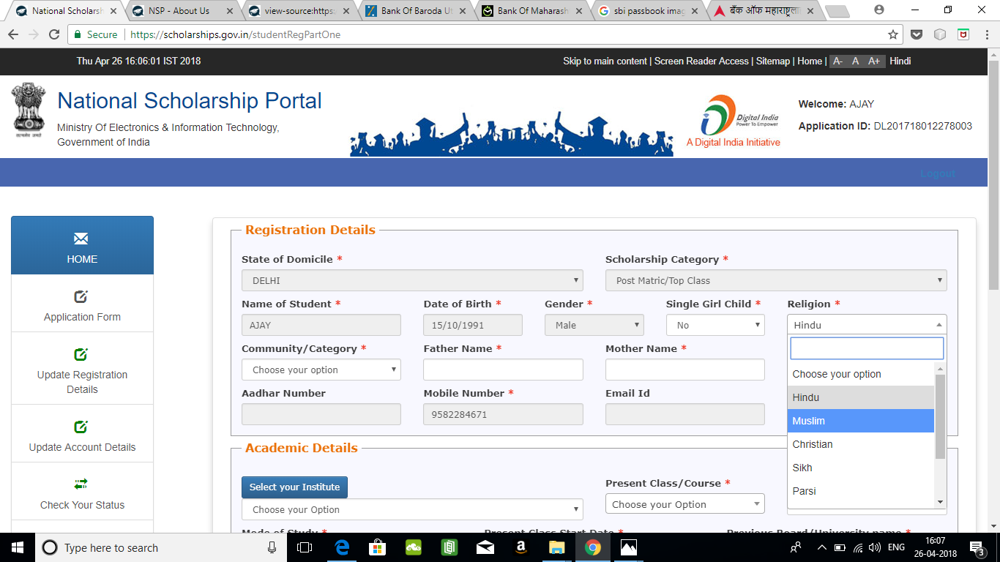 National Scholarsh
NSP - About Us
view-source:https:
Bank Of Baroda Ut
Bank Of Maharash
sbi passbook imag
बँक ऑफ महाराष्ट्रला
Secure
https://scholarships.gov.in/studentRegPartOne
Thu Apr 26 16:06:01 IST 2018
Skip to main content | Screen Reader Access | Sitemap | Home | A- A A+ Hindi
National Scholarship Portal
Ministry Of Electronics & Information Technology,
Government of India
सत्यमेव जयते
Digital India
Power To Empower
A Digital India Initiative
Welcome: AJAY
Application ID: DL201718012278003
Logout
HOME
Application Form
Update Registration
Details
Update Account Details
Check Your Status
Registration Details
State of Domicile *
Scholarship Category *
DELHI
Post Matric/Top Class
Name of Student *
Date of Birth *
Gender *
Single Girl Child *
Religion *
AJAY
15/10/1991
Male
No
Hindu
Community/Category *
Father Name *
Mother Name *
Choose your option
Aadhar Number
Mobile Number *
Email Id
9582284671
Choose your option
Hindu
Muslim
Christian
Sikh
Parsi
Academic Details
Select your Institute
Choose your Option
Present Class/Course *
Choose your Option
Mode of Study *
Present Class Start Date *
Previous Board/University name *
Type here to search
ENG
16:07
26-04-2018
3